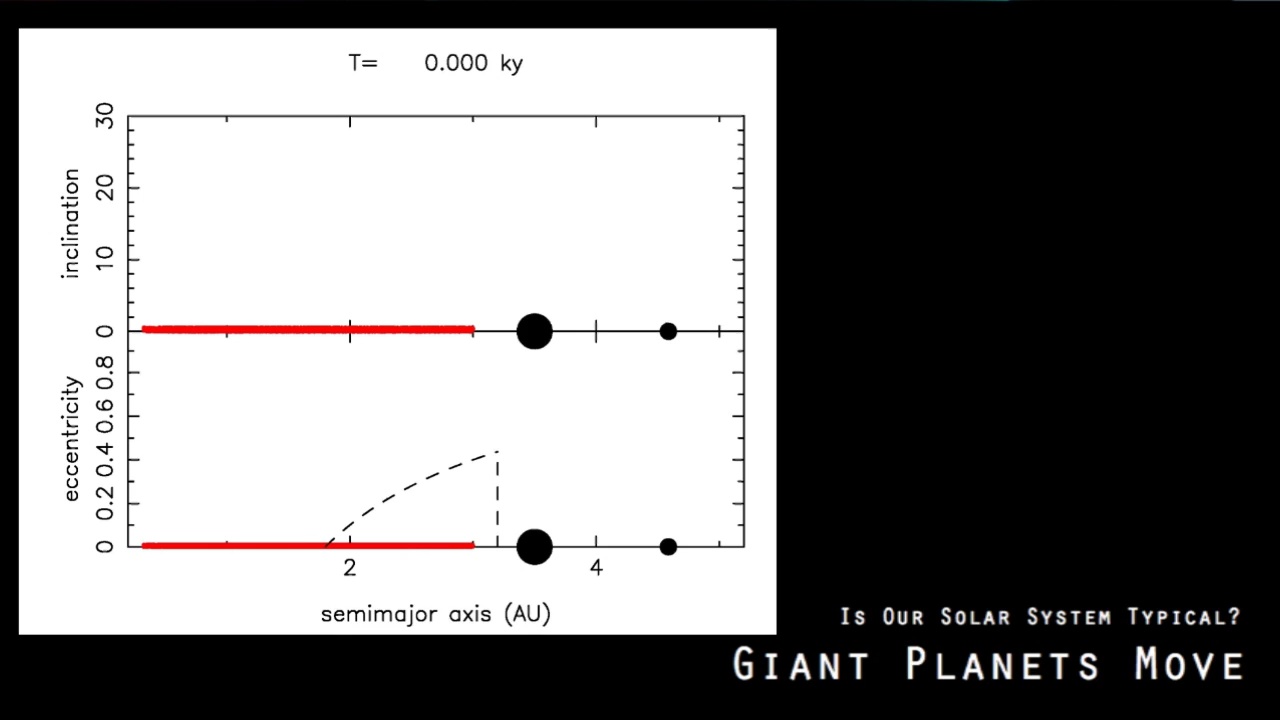 T= 0.000 ky
30
20
10
0
inclination
0.8
0.6
0.4
0.2
0
eccentricity
2 4
semimajor axis (AU)
Is Our Solar System Typical?
Giant Planets Move